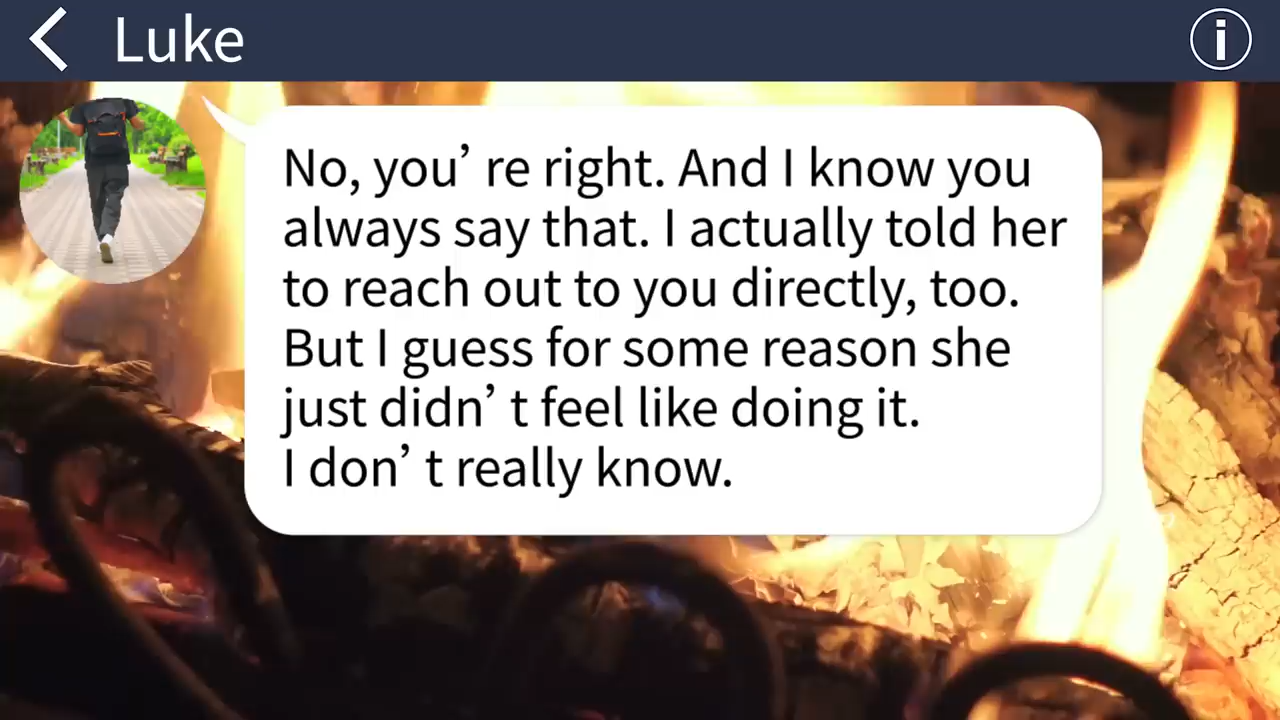 Luke
No, you’ re right. And I know you
always say that. I actually told her
to reach out to you directly, too.
But I guess for some reason she
just didn’ t feel like doing it.
I don’ t really know.